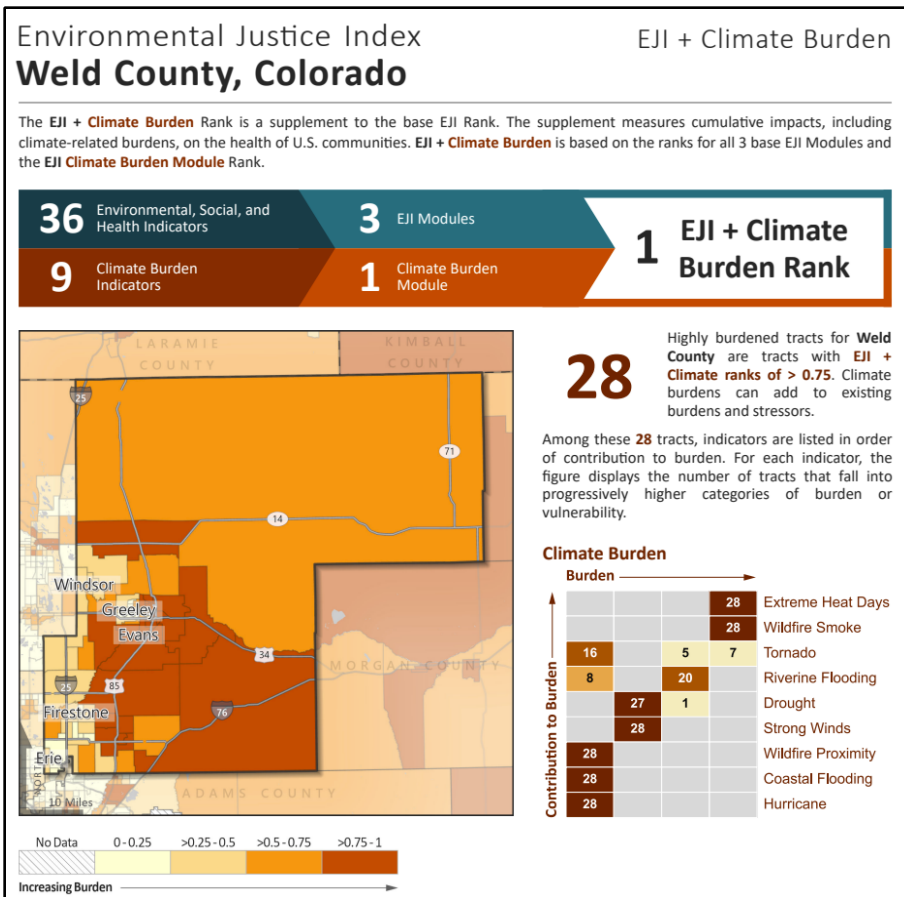 Environmental Justice Index
EJI + Climate Burden
Weld County, Colorado
The EJI + Climate Burden Rank is a supplement to the base EJI Rank. The supplement measures cumulative impacts, including
climate-related burdens, on the health of U.S. communities. EJI + Climate Burden is based on the ranks for all 3 base EJI Modules and
the EJI Climate Burden Module Rank.
36 Environmental, Social, and
Health Indicators
3 EJI Modules
9 Climate Burden
Indicators
1 Climate Burden
Module
1 EJI + Climate
Burden Rank
LARAMIE
COUNTY
KIMBALL
COUNTY
25
71
14
Windsor
Greeley
Evans
34
MORGAN COUNTY
85
25
76
Firestone
Erie
NORT
10 Miles
ADAMS COUNTY
28
Highly burdened tracts for Weld
County are tracts with EJI +
Climate ranks of > 0.75. Climate
burdens can add to existing
burdens and stressors.
Among these 28 tracts, indicators are listed in order
of contribution to burden. For each indicator, the
figure displays the number of tracts that fall into
progressively higher categories of burden or
vulnerability.
Climate Burden
Burden
Contribution to Burden
28 Extreme Heat Days
28 Wildfire Smoke
16 5 7 Tornado
8 20 Riverine Flooding
27 1 Drought
28 Strong Winds
28 Wildfire Proximity
28 Coastal Flooding
28 Hurricane
No Data 0 - 0.25 >0.25 - 0.5 >0.5 - 0.75 >0.75 - 1
Increasing Burden